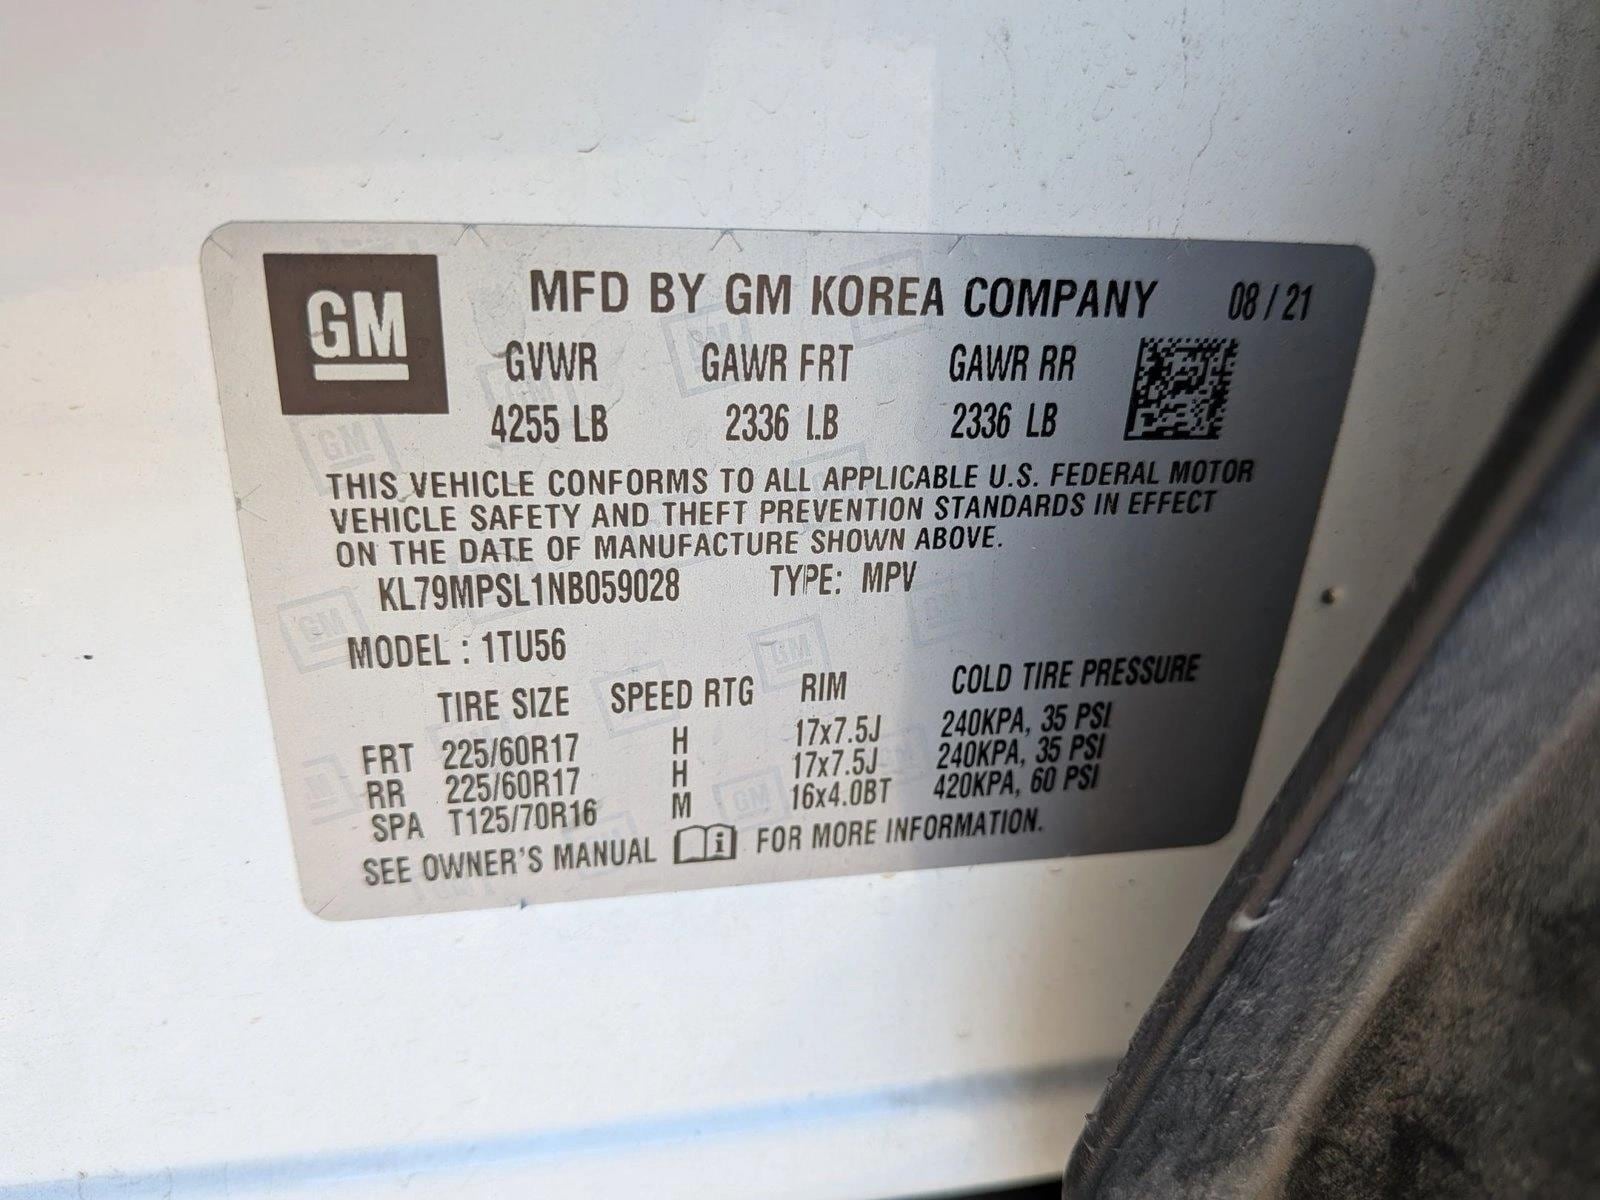 GM
MFD BY GM KOREA COMPANY 08 / 21
GVWR GAWR FRT GAWR RR
4255 LB 2336 LB 2336 LB
THIS VEHICLE CONFORMS TO ALL APPLICABLE U.S. FEDERAL MOTOR
VEHICLE SAFETY AND THEFT PREVENTION STANDARDS IN EFFECT
ON THE DATE OF MANUFACTURE SHOWN ABOVE.
KL79MPSL1NB059028 TYPE: MPV
MODEL : 1TU56
TIRE SIZE SPEED RTG RIM COLD TIRE PRESSURE
FRT 225/60R17 H 17x7.5J 240KPA, 35 PSI
RR 225/60R17 H 17x7.5J 240KPA, 35 PSI
SPA T125/70R16 M 16x4.0BT 420KPA, 60 PSI
SEE OWNER'S MANUAL i FOR MORE INFORMATION.